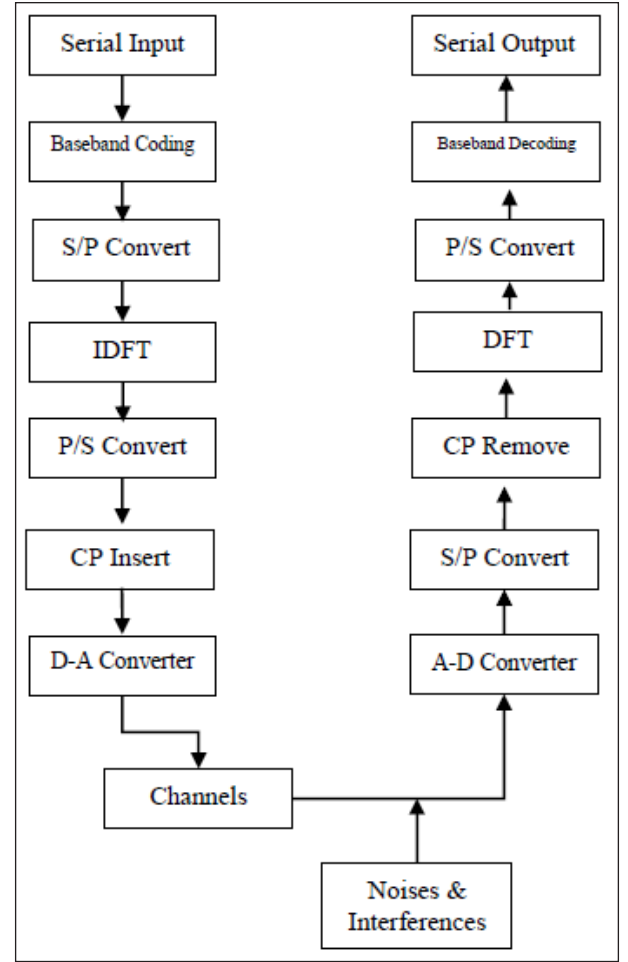 Serial Input
Baseband Coding
S/P Convert
IDFT
P/S Convert
CP Insert
D-A Converter
Channels
Noises &
Interferences
A-D Converter
S/P Convert
CP Remove
DFT
P/S Convert
Baseband Decoding
Serial Output